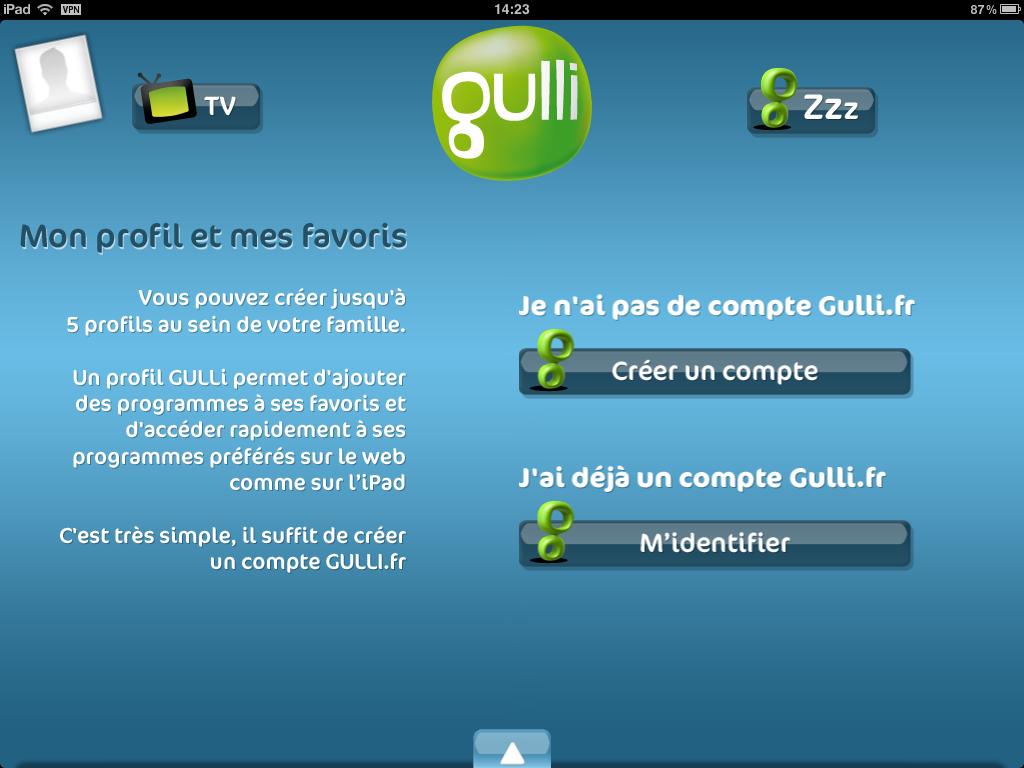 iPad VPN 14:23 87%
TV
gulli
Zzz
Mon profil et mes favoris
Vous pouvez créer jusqu'à
5 profils au sein de votre famille.
Un profil GULLi permet d'ajouter
des programmes à ses favoris et
d'accéder rapidement à ses
programmes préférés sur le web
comme sur l’iPad
C'est très simple, il suffit de créer
un compte GULLI.fr
Je n'ai pas de compte Gulli.fr
Créer un compte
J'ai déjà un compte Gulli.fr
M’identifier